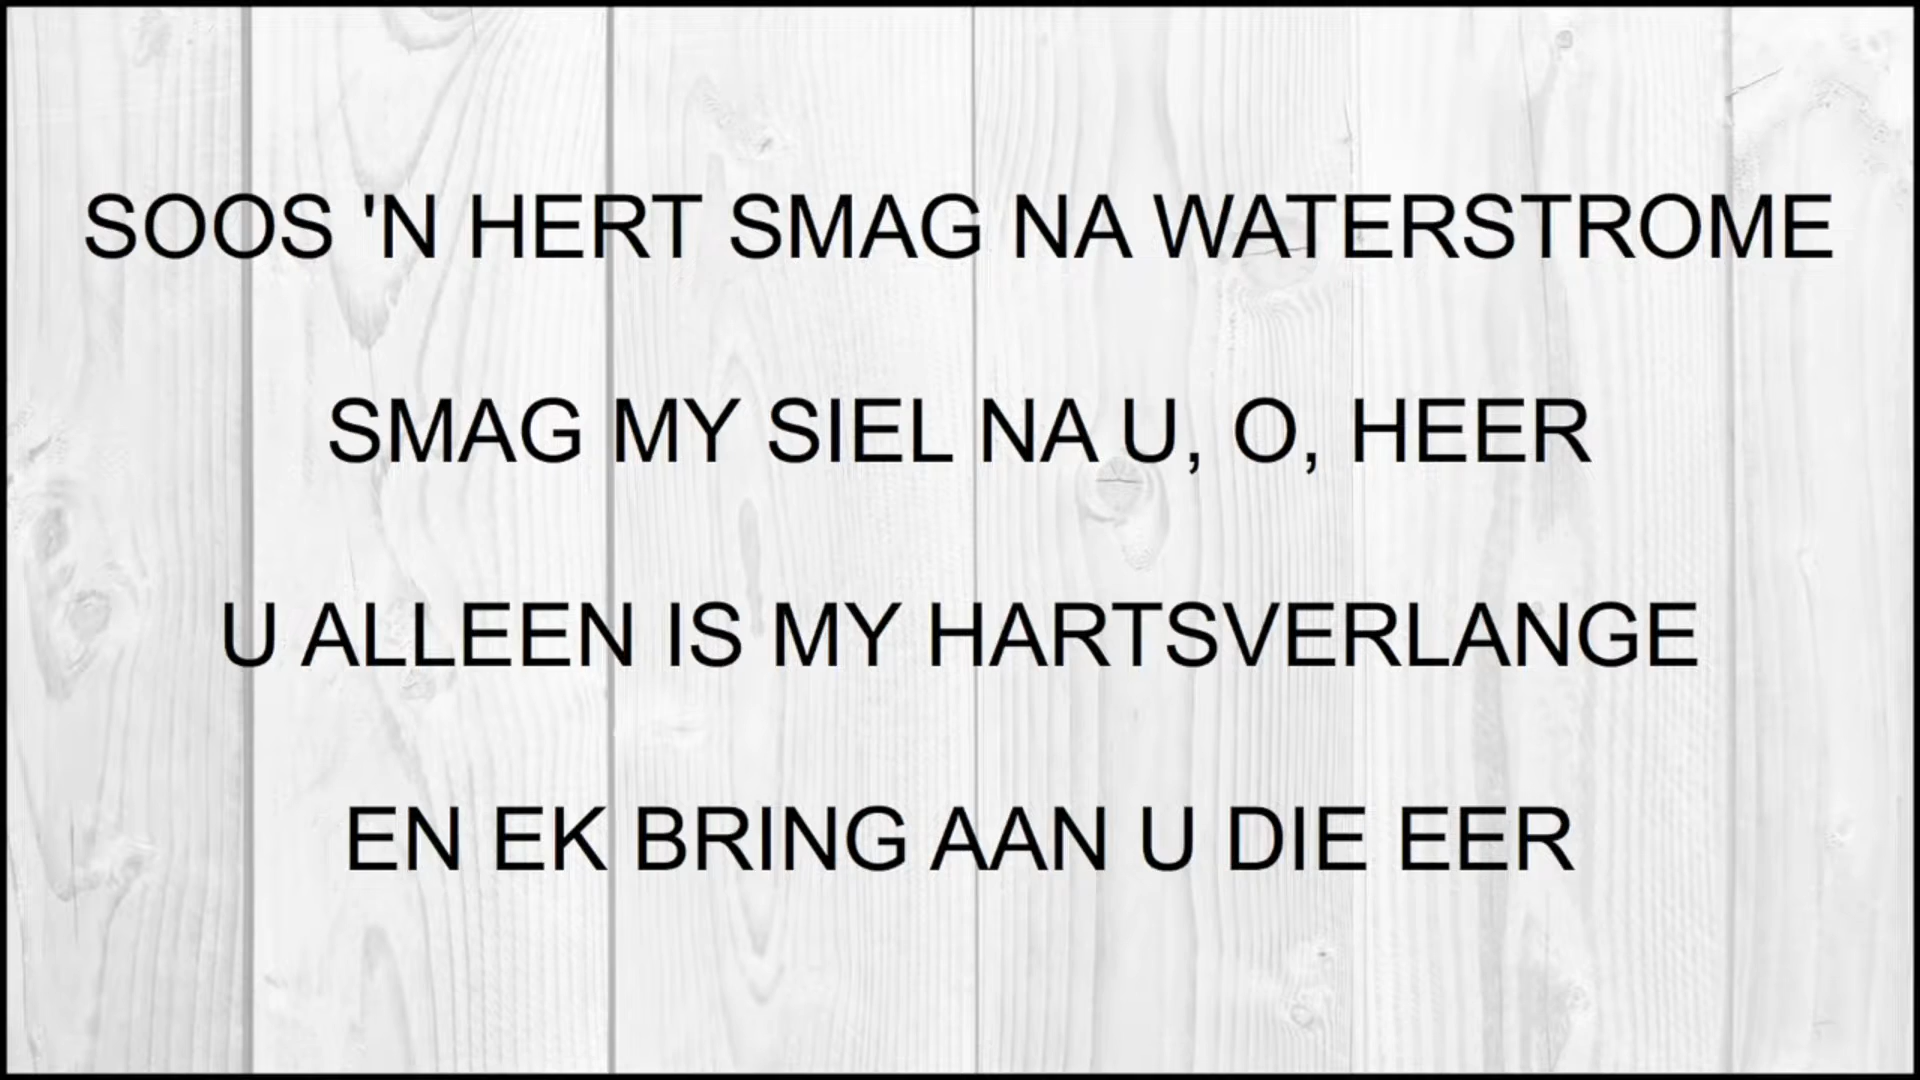 SOOS 'N HERT SMAG NA WATERSTROME
SMAG MY SIEL NA U, O, HEER
U ALLEEN IS MY HARTSVERLANGE
EN EK BRING AAN U DIE EER